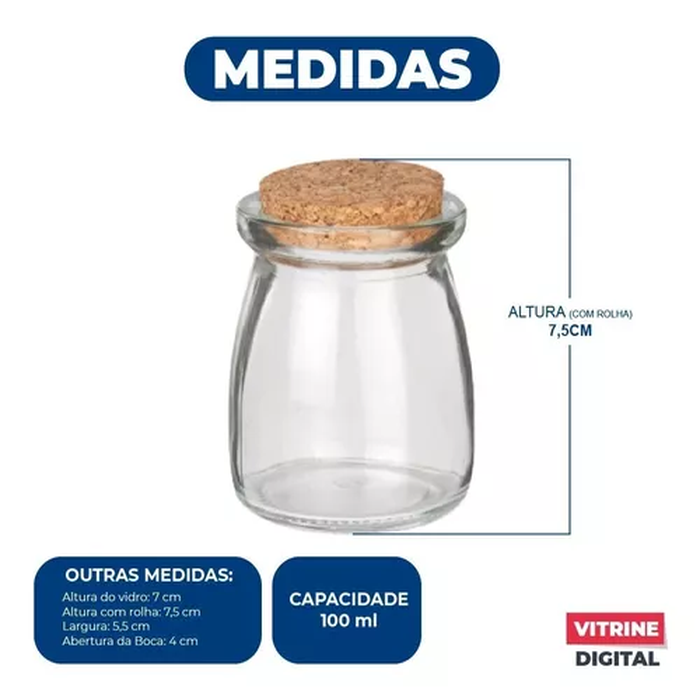 MEDIDAS
ALTURA (COM ROLHA)
7,5CM
OUTRAS MEDIDAS:
Altura do vidro: 7 cm
Altura com rolha: 7,5 cm
Largura: 5,5 cm
Abertura da Boca: 4 cm
CAPACIDADE
100 ml
VITRINE
DIGITAL